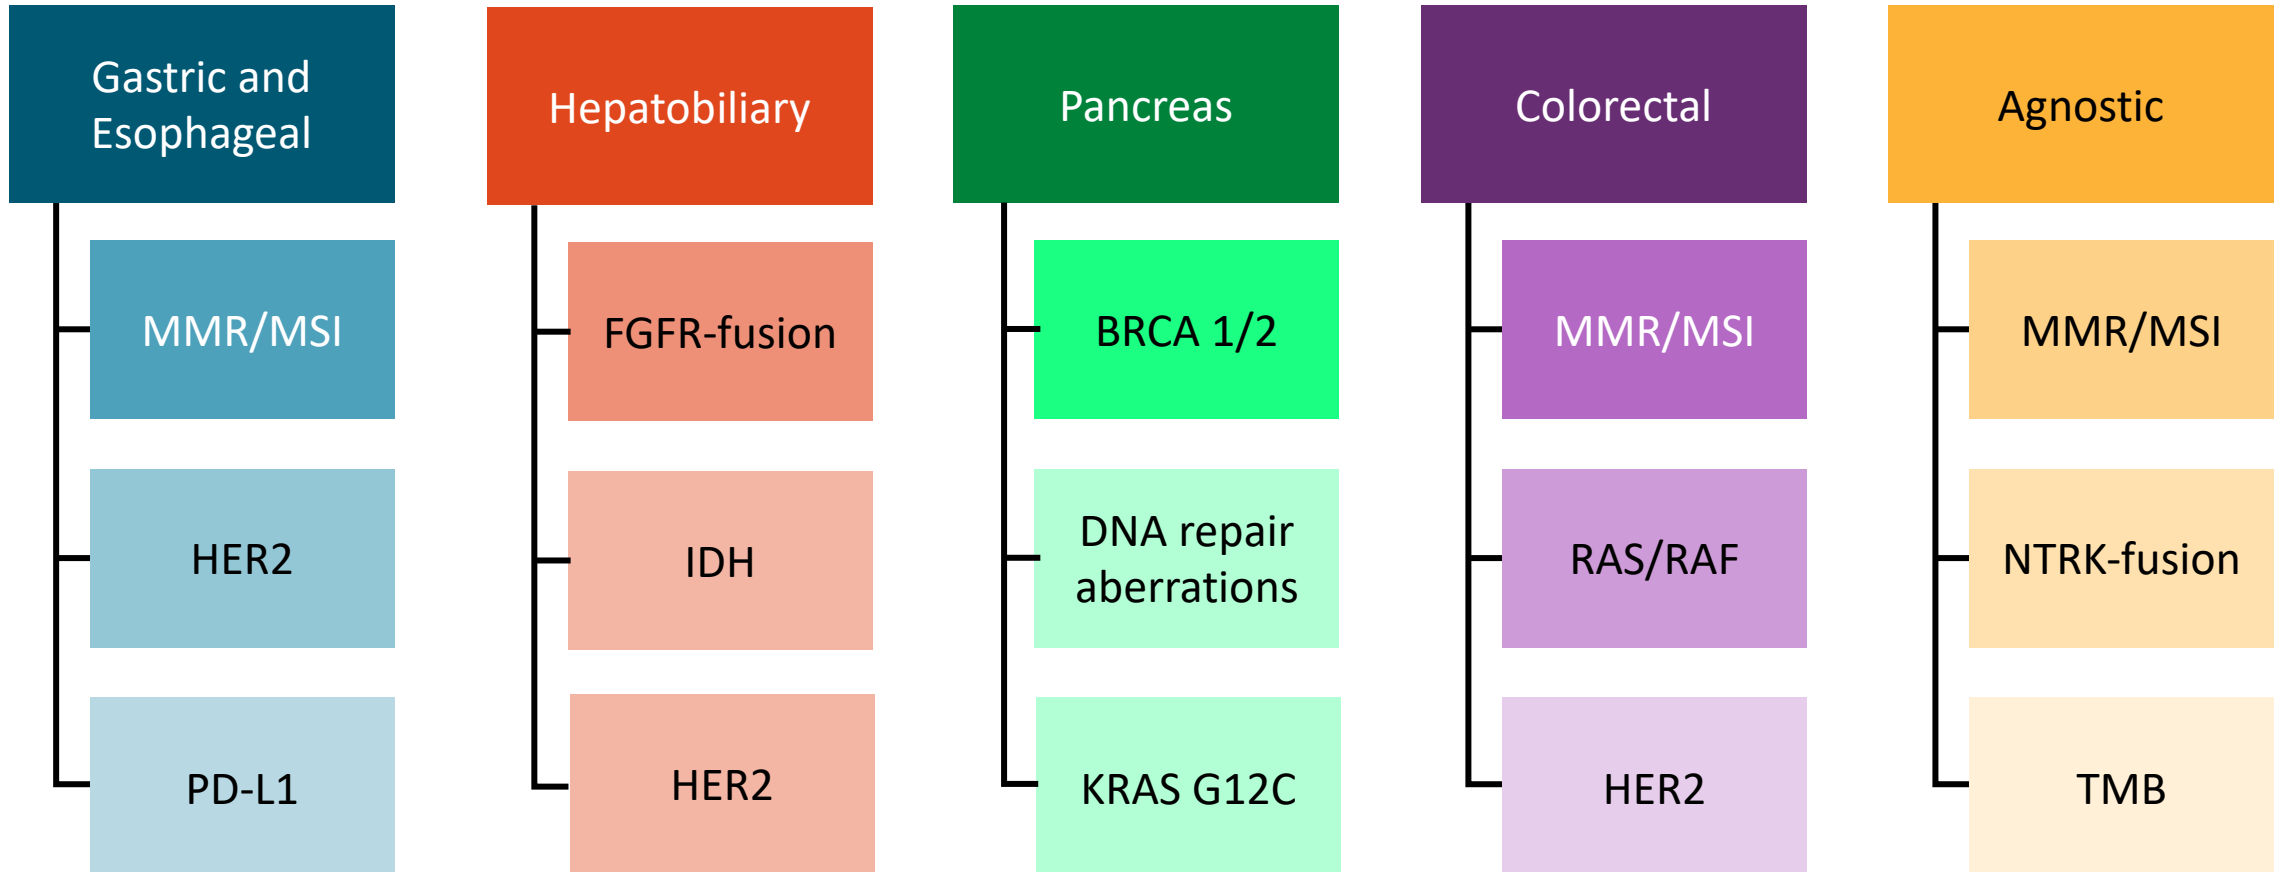 Gastric and
Esophageal
MMR/MSI
HER2
PD-L1
Hepatobiliary
FGFR-fusion
IDH
HER2
Pancreas
BRCA 1/2
DNA repair
aberrations
KRAS G12C
Colorectal
MMR/MSI
RAS/RAF
HER2
Agnostic
MMR/MSI
NTRK-fusion
TMB